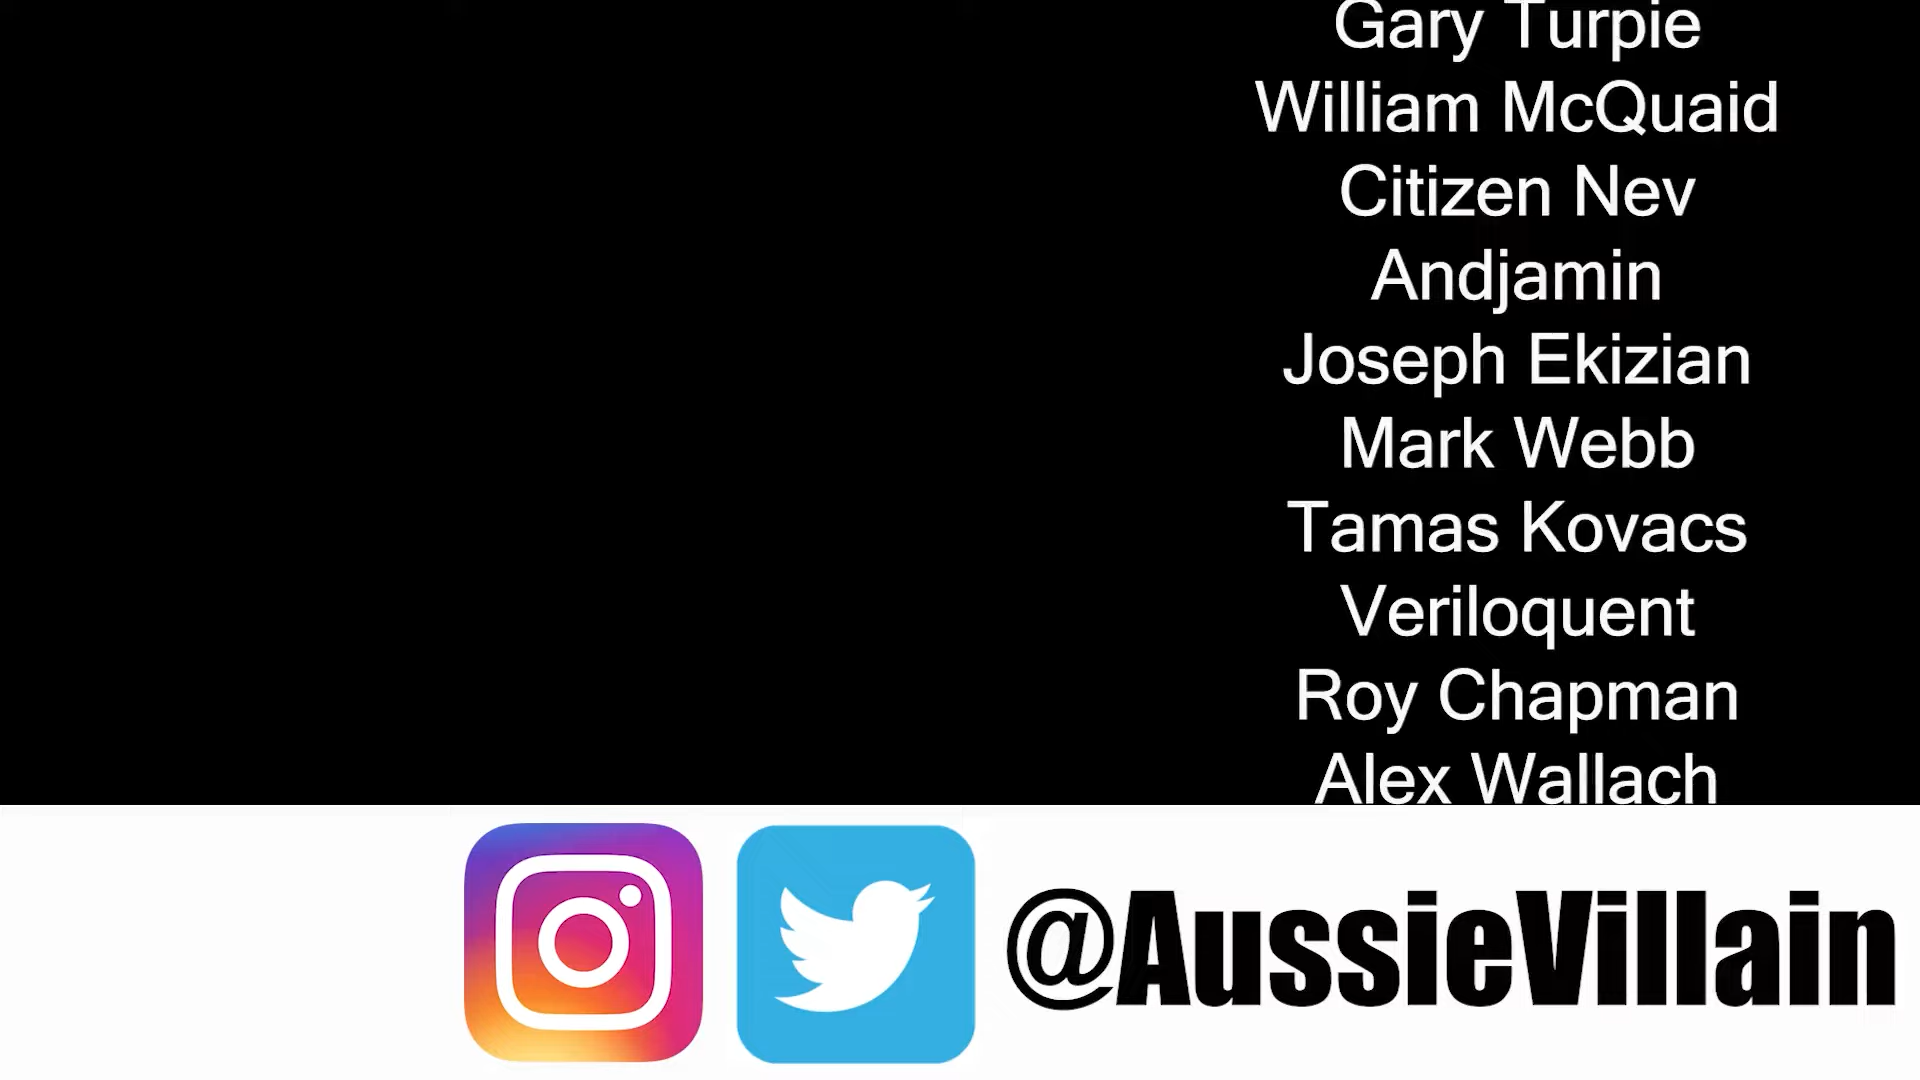 Gary Turpie
William McQuaid
Citizen Nev
Andjamin
Joseph Ekizian
Mark Webb
Tamas Kovacs
Veriloquent
Roy Chapman
Alex Wallach
@AussieVillain